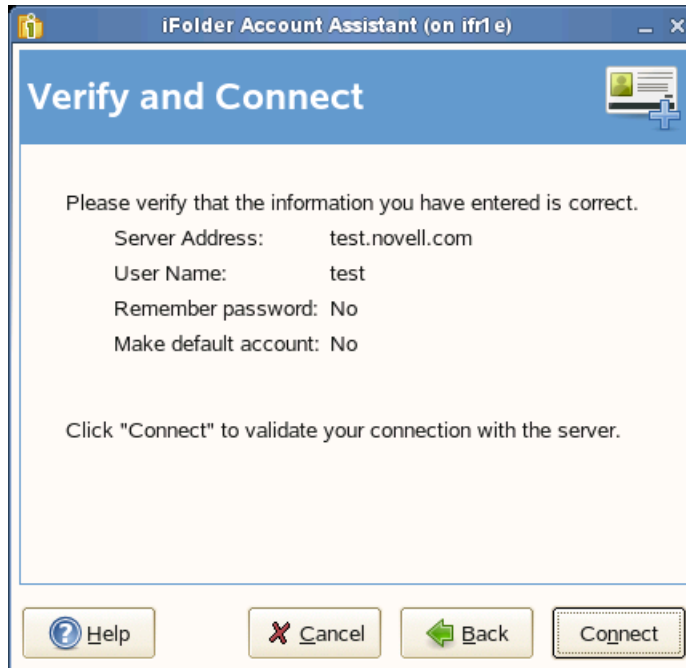 iFolder Account Assistant (on ifr1e)
Verify and Connect
Please verify that the information you have entered is correct.
Server Address: test.novell.com
User Name: test
Remember password: No
Make default account: No
Click "Connect" to validate your connection with the server.
Help Cancel Back Connect